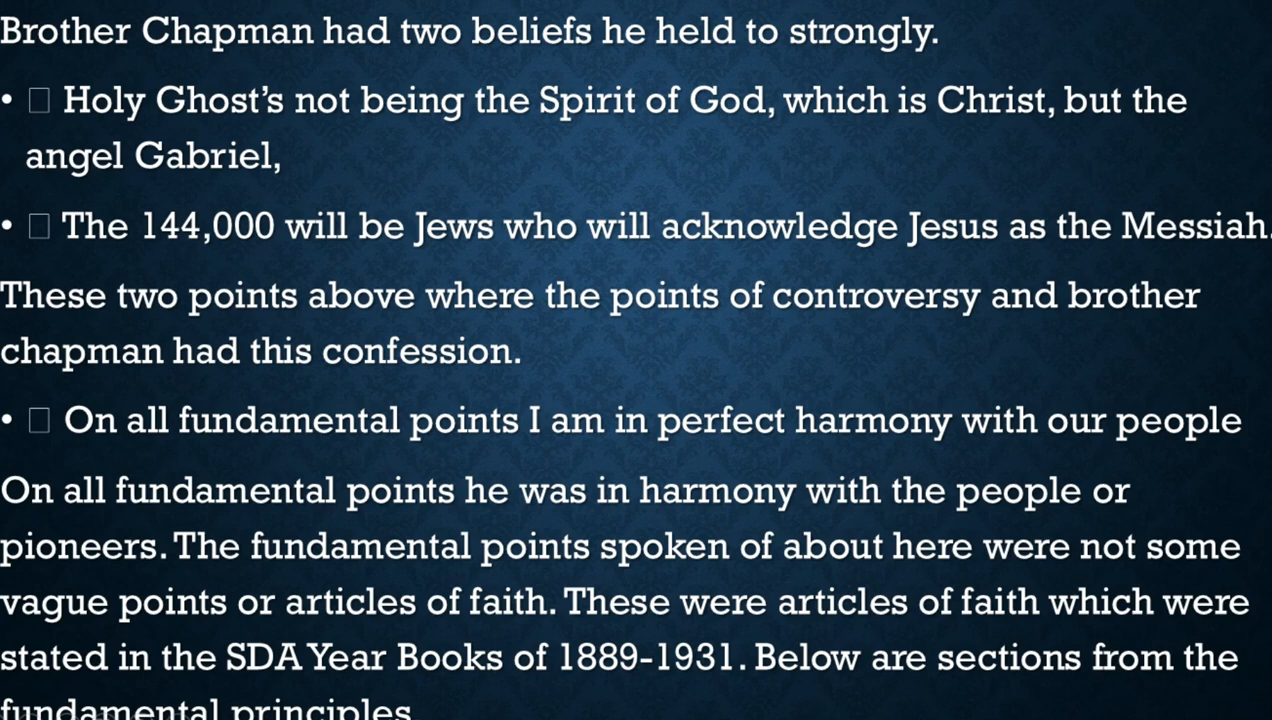 Brother Chapman had two beliefs he held to strongly.
• Holy Ghost's not being the Spirit of God, which is Christ, but the
angel Gabriel,
• The 144,000 will be Jews who will acknowledge Jesus as the Messiah.
These two points above where the points of controversy and brother
chapman had this confession.
• On all fundamental points I am in perfect harmony with our people
On all fundamental points he was in harmony with the people or
pioneers. The fundamental points spoken of about here were not some
vague points or articles of faith. These were articles of faith which were
stated in the SDA Year Books of 1889-1931. Below are sections from the
fundamental principles